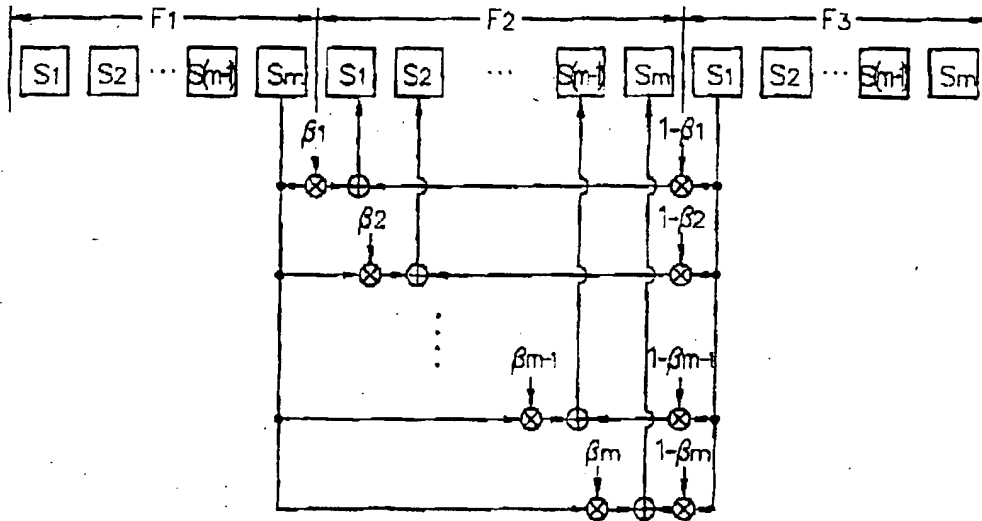 F1 F2 F3
S1 S2 ... S(m-1) Sm S1 S2 ... S(m-1) Sm S1 S2 ... S(m-1) Sm
β1 1-β1
β2 1-β2
βm-1 1-βm-1
βm 1-βm